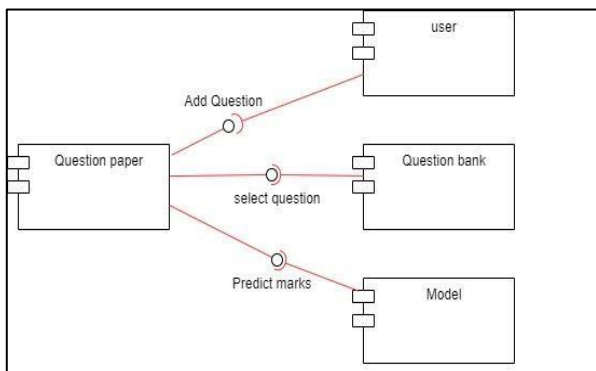 user
Add Question
Question paper
Question bank
select question
Predict marks
Model